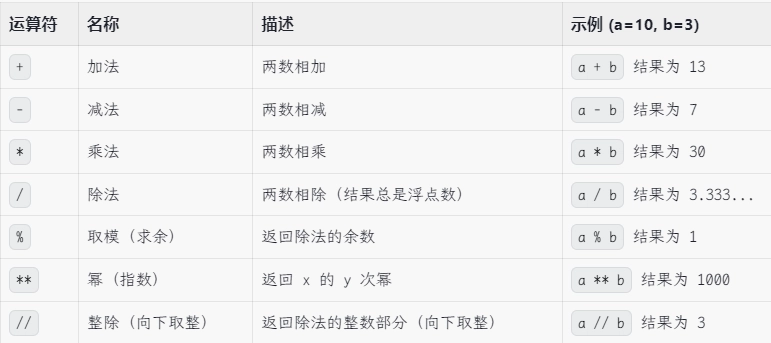 运算符 名称 描述 示例 (a=10, b=3)
+ 加法 两数相加 a + b 结果为 13
- 减法 两数相减 a - b 结果为 7
* 乘法 两数相乘 a * b 结果为 30
/ 除法 两数相除（结果总是浮点数） a / b 结果为 3.333...
% 取模（求余） 返回除法的余数 a % b 结果为 1
** 幂（指数） 返回 x 的 y 次幂 a ** b 结果为 1000
// 整除（向下取整） 返回除法的整数部分（向下取整） a // b 结果为 3